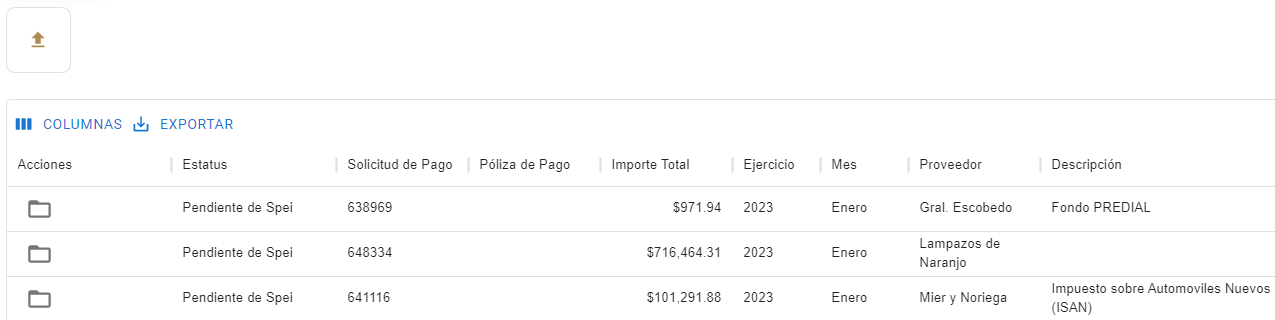 COLUMNAS EXPORTAR
Acciones Estatus Solicitud de Pago Póliza de Pago Importe Total Ejercicio Mes Proveedor Descripción
Pendiente de Spei 638969 $971.94 2023 Enero Gral. Escobedo Fondo PREDIAL
Pendiente de Spei 648334 $716,464.31 2023 Enero Lampazos de
Naranjo
Pendiente de Spei 641116 $101,291.88 2023 Enero Mier y Noriega Impuesto sobre Automoviles Nuevos
(ISAN)